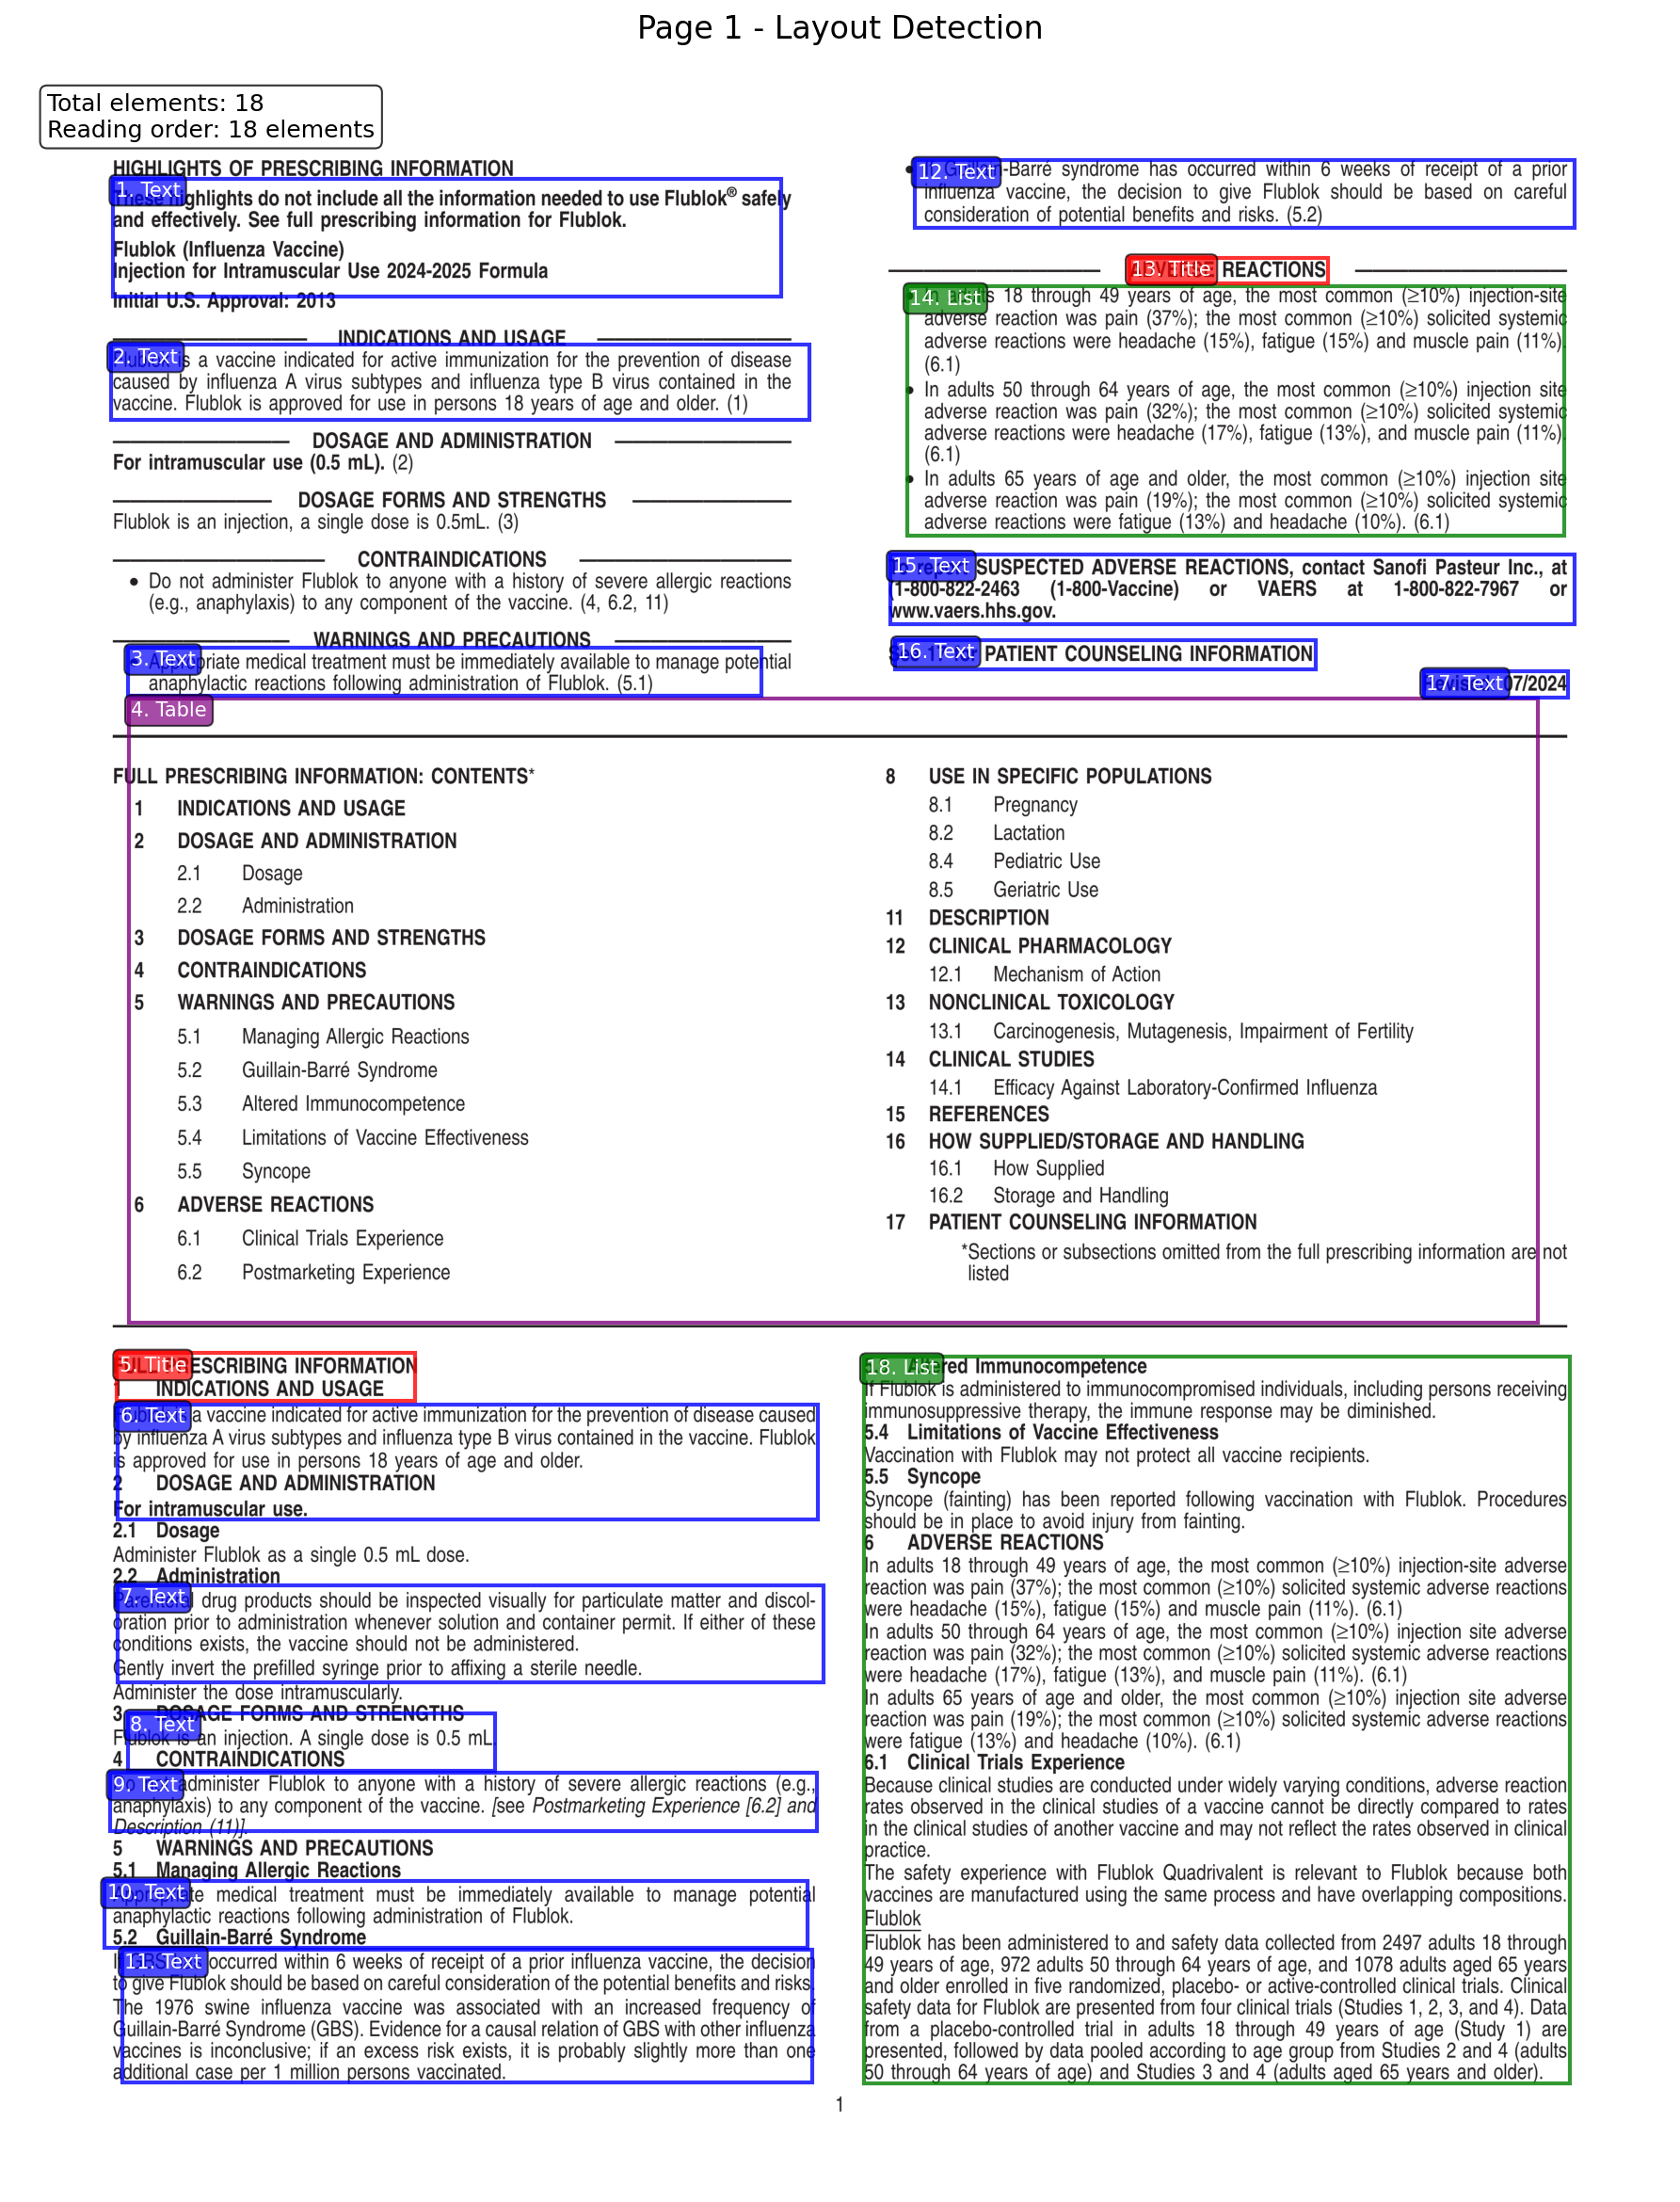 Page 1 - Layout Detection
Total elements: 18
Reading order: 18 elements
HIGHLIGHTS OF PRESCRIBING INFORMATION
1. Text
highlights do not include all the information needed to use Flublok® safely
and effectively. See full prescribing information for Flublok.
Flublok (Influenza Vaccine)
Injection for Intramuscular Use 2024-2025 Formula
Initial U.S. Approval: 2013
INDICATIONS AND USAGE
2. Text
is a vaccine indicated for active immunization for the prevention of disease
caused by influenza A virus subtypes and influenza type B virus contained in the
vaccine. Flublok is approved for use in persons 18 years of age and older. (1)
DOSAGE AND ADMINISTRATION
For intramuscular use (0.5 mL). (2)
DOSAGE FORMS AND STRENGTHS
Flublok is an injection, a single dose is 0.5mL. (3)
CONTRAINDICATIONS
• Do not administer Flublok to anyone with a history of severe allergic reactions
(e.g., anaphylaxis) to any component of the vaccine. (4, 6.2, 11)
WARNINGS AND PRECAUTIONS
3. Text
Appropriate medical treatment must be immediately available to manage potential
anaphylactic reactions following administration of Flublok. (5.1)
12. Text
• Guillain-Barré syndrome has occurred within 6 weeks of receipt of a prior
influenza vaccine, the decision to give Flublok should be based on careful
consideration of potential benefits and risks. (5.2)
13. Title
ADVERSE REACTIONS
14. List
• In adults 18 through 49 years of age, the most common (≥10%) injection-site
adverse reaction was pain (37%); the most common (≥10%) solicited systemic
adverse reactions were headache (15%), fatigue (15%) and muscle pain (11%).
(6.1)
• In adults 50 through 64 years of age, the most common (≥10%) injection site
adverse reaction was pain (32%); the most common (≥10%) solicited systemic
adverse reactions were headache (17%), fatigue (13%), and muscle pain (11%).
(6.1)
• In adults 65 years of age and older, the most common (≥10%) injection site
adverse reaction was pain (19%); the most common (≥10%) solicited systemic
adverse reactions were fatigue (13%) and headache (10%). (6.1)
15. Text
SUSPECTED ADVERSE REACTIONS, contact Sanofi Pasteur Inc., at
(1-800-822-2463 (1-800-Vaccine) or VAERS at 1-800-822-7967 or
www.vaers.hhs.gov.
16. Text
PATIENT COUNSELING INFORMATION
17. Text
07/2024
4. Table
FULL PRESCRIBING INFORMATION: CONTENTS*
1 INDICATIONS AND USAGE
2 DOSAGE AND ADMINISTRATION
2.1 Dosage
2.2 Administration
3 DOSAGE FORMS AND STRENGTHS
4 CONTRAINDICATIONS
5 WARNINGS AND PRECAUTIONS
5.1 Managing Allergic Reactions
5.2 Guillain-Barré Syndrome
5.3 Altered Immunocompetence
5.4 Limitations of Vaccine Effectiveness
5.5 Syncope
6 ADVERSE REACTIONS
6.1 Clinical Trials Experience
6.2 Postmarketing Experience
8 USE IN SPECIFIC POPULATIONS
8.1 Pregnancy
8.2 Lactation
8.4 Pediatric Use
8.5 Geriatric Use
11 DESCRIPTION
12 CLINICAL PHARMACOLOGY
12.1 Mechanism of Action
13 NONCLINICAL TOXICOLOGY
13.1 Carcinogenesis, Mutagenesis, Impairment of Fertility
14 CLINICAL STUDIES
14.1 Efficacy Against Laboratory-Confirmed Influenza
15 REFERENCES
16 HOW SUPPLIED/STORAGE AND HANDLING
16.1 How Supplied
16.2 Storage and Handling
17 PATIENT COUNSELING INFORMATION
*Sections or subsections omitted from the full prescribing information are not
listed
5. Title
PRESCRIBING INFORMATION
1 INDICATIONS AND USAGE
6. Text
a vaccine indicated for active immunization for the prevention of disease caused
by influenza A virus subtypes and influenza type B virus contained in the vaccine. Flublok
is approved for use in persons 18 years of age and older.
2 DOSAGE AND ADMINISTRATION
For intramuscular use.
2.1 Dosage
Administer Flublok as a single 0.5 mL dose.
2.2 Administration
7. Text
Parenteral drug products should be inspected visually for particulate matter and discol-
oration prior to administration whenever solution and container permit. If either of these
conditions exists, the vaccine should not be administered.
Gently invert the prefilled syringe prior to affixing a sterile needle.
Administer the dose intramuscularly.
3 DOSAGE FORMS AND STRENGTHS
8. Text
Flublok is an injection. A single dose is 0.5 mL.
4 CONTRAINDICATIONS
9. Text
administer Flublok to anyone with a history of severe allergic reactions (e.g.,
anaphylaxis) to any component of the vaccine. [see Postmarketing Experience [6.2] and
Description (11)].
5 WARNINGS AND PRECAUTIONS
5.1 Managing Allergic Reactions
10. Text
Appropriate medical treatment must be immediately available to manage potential
anaphylactic reactions following administration of Flublok.
5.2 Guillain-Barré Syndrome
11. Text
occurred within 6 weeks of receipt of a prior influenza vaccine, the decision
to give Flublok should be based on careful consideration of the potential benefits and risks.
The 1976 swine influenza vaccine was associated with an increased frequency of
Guillain-Barré Syndrome (GBS). Evidence for a causal relation of GBS with other influenza
vaccines is inconclusive; if an excess risk exists, it is probably slightly more than one
additional case per 1 million persons vaccinated.
18. List
Altered Immunocompetence
If Flublok is administered to immunocompromised individuals, including persons receiving
immunosuppressive therapy, the immune response may be diminished.
5.4 Limitations of Vaccine Effectiveness
Vaccination with Flublok may not protect all vaccine recipients.
5.5 Syncope
Syncope (fainting) has been reported following vaccination with Flublok. Procedures
should be in place to avoid injury from fainting.
6 ADVERSE REACTIONS
In adults 18 through 49 years of age, the most common (≥10%) injection-site adverse
reaction was pain (37%); the most common (≥10%) solicited systemic adverse reactions
were headache (15%), fatigue (15%) and muscle pain (11%). (6.1)
In adults 50 through 64 years of age, the most common (≥10%) injection site adverse
reaction was pain (32%); the most common (≥10%) solicited systemic adverse reactions
were headache (17%), fatigue (13%), and muscle pain (11%). (6.1)
In adults 65 years of age and older, the most common (≥10%) injection site adverse
reaction was pain (19%); the most common (≥10%) solicited systemic adverse reactions
were fatigue (13%) and headache (10%). (6.1)
6.1 Clinical Trials Experience
Because clinical studies are conducted under widely varying conditions, adverse reaction
rates observed in the clinical studies of a vaccine cannot be directly compared to rates
in the clinical studies of another vaccine and may not reflect the rates observed in clinical
practice.
The safety experience with Flublok Quadrivalent is relevant to Flublok because both
vaccines are manufactured using the same process and have overlapping compositions.
Flublok
Flublok has been administered to and safety data collected from 2497 adults 18 through
49 years of age, 972 adults 50 through 64 years of age, and 1078 adults aged 65 years
and older enrolled in five randomized, placebo- or active-controlled clinical trials. Clinical
safety data for Flublok are presented from four clinical trials (Studies 1, 2, 3, and 4). Data
from a placebo-controlled trial in adults 18 through 49 years of age (Study 1) are
presented, followed by data pooled according to age group from Studies 2 and 4 (adults
50 through 64 years of age) and Studies 3 and 4 (adults aged 65 years and older).
1